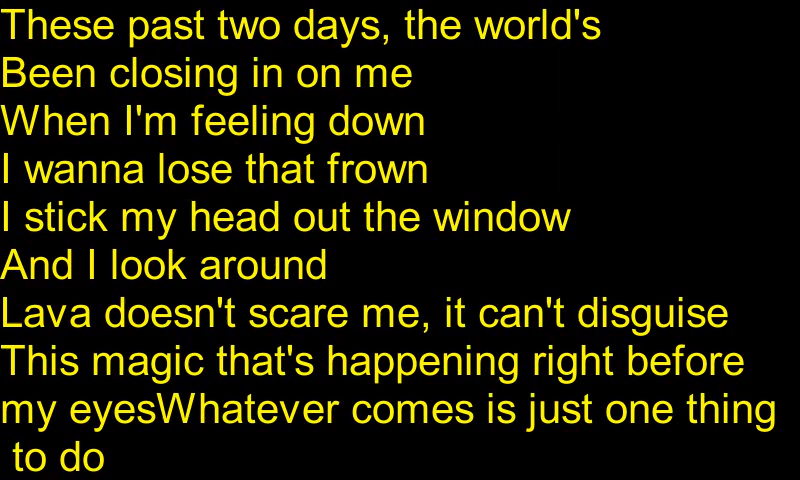 These past two days, the world's
Been closing in on me
When I'm feeling down
I wanna lose that frown
I stick my head out the window
And I look around
Lava doesn't scare me, it can't disguise
This magic that's happening right before
my eyesWhatever comes is just one thing
to do